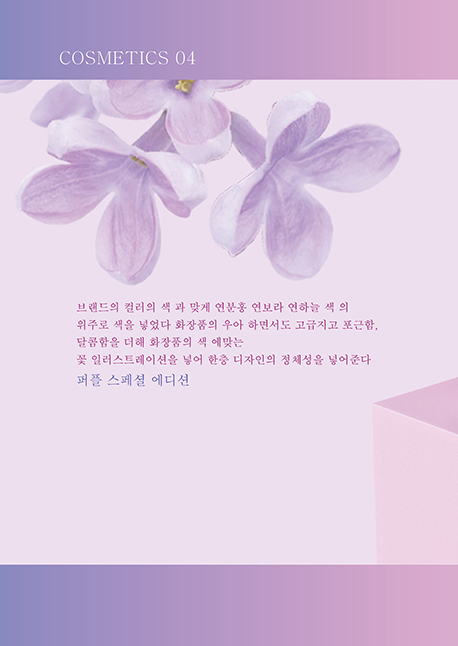 COSMETICS 04
브랜드의 컬러의 색 과 맞게 연분홍 연보라 연하늘 색 의
위주로 색을 넣었다 화장품의 우아 하면서도 고급지고 포근함,
달콤함을 더해 화장품의 색 에맞는
꽃 일러스트레이션을 넣어 한층 디자인의 정체성을 넣어준다
퍼플 스페셜 에디션